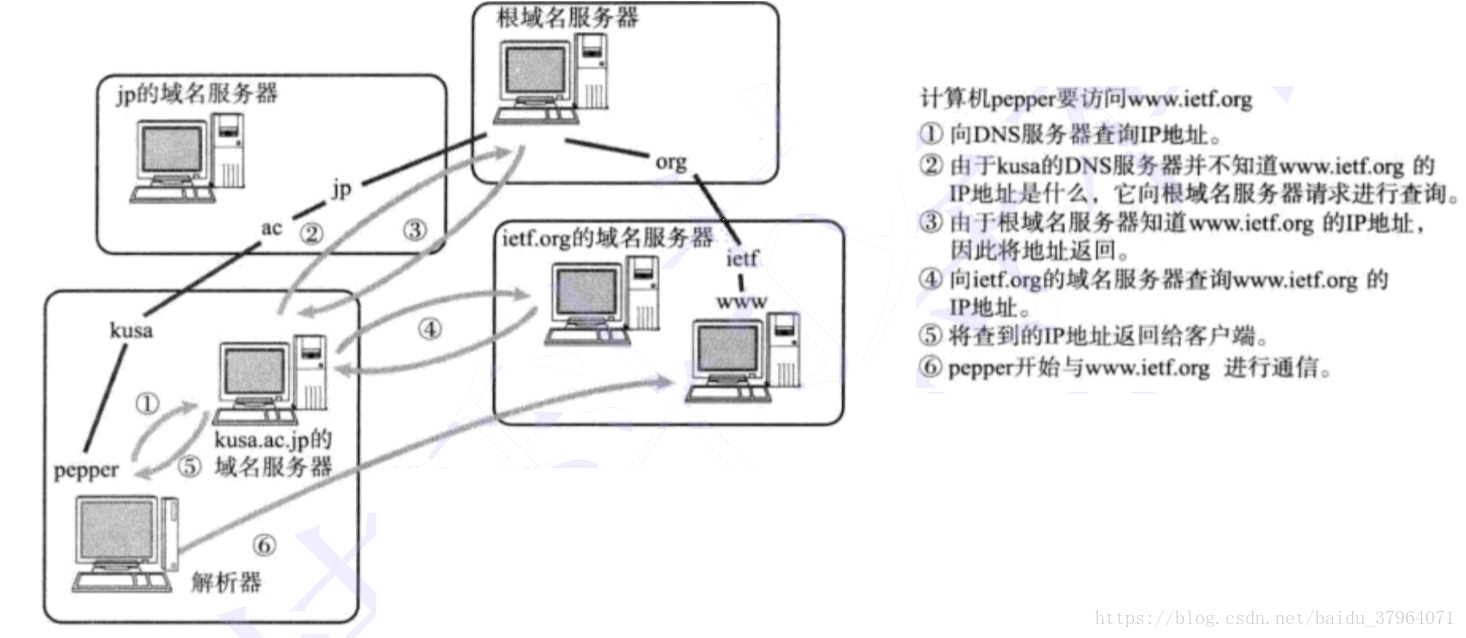 根域名服务器
jp的域名服务器
org
jp
ac
②
③
ietf.org的域名服务器
ietf
www
④
kusa
①
kusa.ac.jp的
域名服务器
⑤
pepper
⑥
解析器
计算机pepper要访问www.ietf.org
① 向DNS服务器查询IP地址。
② 由于kusa的DNS服务器并不知道www.ietf.org 的
IP地址是什么，它向根域名服务器请求进行查询。
③ 由于根域名服务器知道www.ietf.org 的IP地址，
因此将地址返回。
④ 向ietf.org的域名服务器查询www.ietf.org 的
IP地址。
⑤ 将查到的IP地址返回给客户端。
⑥ pepper开始与www.ietf.org 进行通信。
https://blog.csdn.net/baidu_37964071